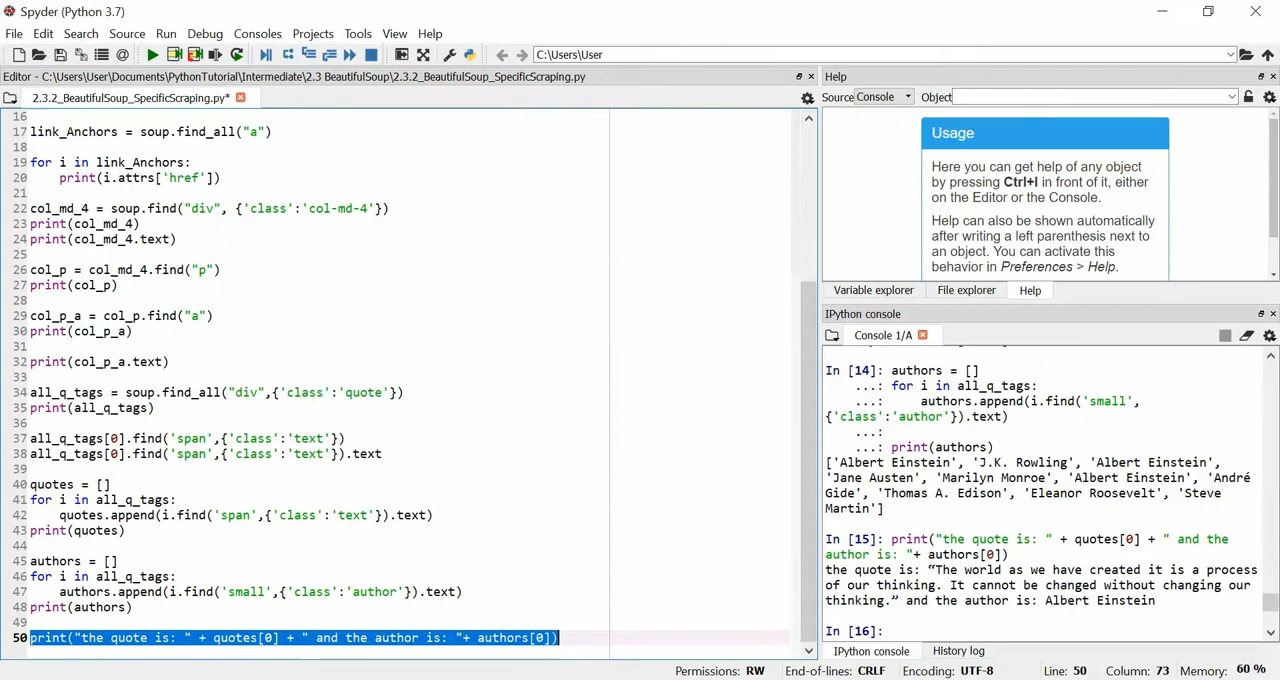 Spyder (Python 3.7)
File Edit Search Source Run Debug Consoles Projects Tools View Help
C:\Users\User
Editor - C:\Users\User\Documents\PythonTutorial\Intermediate\2.3 BeautifulSoup\2.3.2_BeautifulSoup_SpecificScraping.py
2.3.2_BeautifulSoup_SpecificScraping.py*
16
17 link_Anchors = soup.find_all("a")
18
19 for i in link_Anchors:
20     print(i.attrs['href'])
21
22 col_md_4 = soup.find("div", {'class':'col-md-4'})
23 print(col_md_4)
24 print(col_md_4.text)
25
26 col_p = col_md_4.find("p")
27 print(col_p)
28
29 col_p_a = col_p.find("a")
30 print(col_p_a)
31
32 print(col_p_a.text)
33
34 all_q_tags = soup.find_all("div",{'class':'quote'})
35 print(all_q_tags)
36
37 all_q_tags[0].find('span',{'class':'text'})
38 all_q_tags[0].find('span',{'class':'text'}).text
39
40 quotes = []
41 for i in all_q_tags:
42     quotes.append(i.find('span',{'class':'text'}).text)
43 print(quotes)
44
45 authors = []
46 for i in all_q_tags:
47     authors.append(i.find('small',{'class':'author'}).text)
48 print(authors)
49
50 print("the quote is: " + quotes[0] + " and the author is: "+ authors[0])
Help
Source Console Object
Usage
Here you can get help of any object
by pressing Ctrl+I in front of it, either
on the Editor or the Console.
Help can also be shown automatically
after writing a left parenthesis next to
an object. You can activate this
behavior in Preferences > Help.
Variable explorer File explorer Help
IPython console
Console 1/A
In [14]: authors = []
...: for i in all_q_tags:
...:     authors.append(i.find('small',
{'class':'author'}).text)
...:
...: print(authors)
['Albert Einstein', 'J.K. Rowling', 'Albert Einstein',
'Jane Austen', 'Marilyn Monroe', 'Albert Einstein', 'André
Gide', 'Thomas A. Edison', 'Eleanor Roosevelt', 'Steve
Martin']
In [15]: print("the quote is: " + quotes[0] + " and the
author is: "+ authors[0])
the quote is: “The world as we have created it is a process
of our thinking. It cannot be changed without changing our
thinking.” and the author is: Albert Einstein
In [16]:
IPython console History log
Permissions: RW End-of-lines: CRLF Encoding: UTF-8 Line: 50 Column: 73 Memory: 60 %